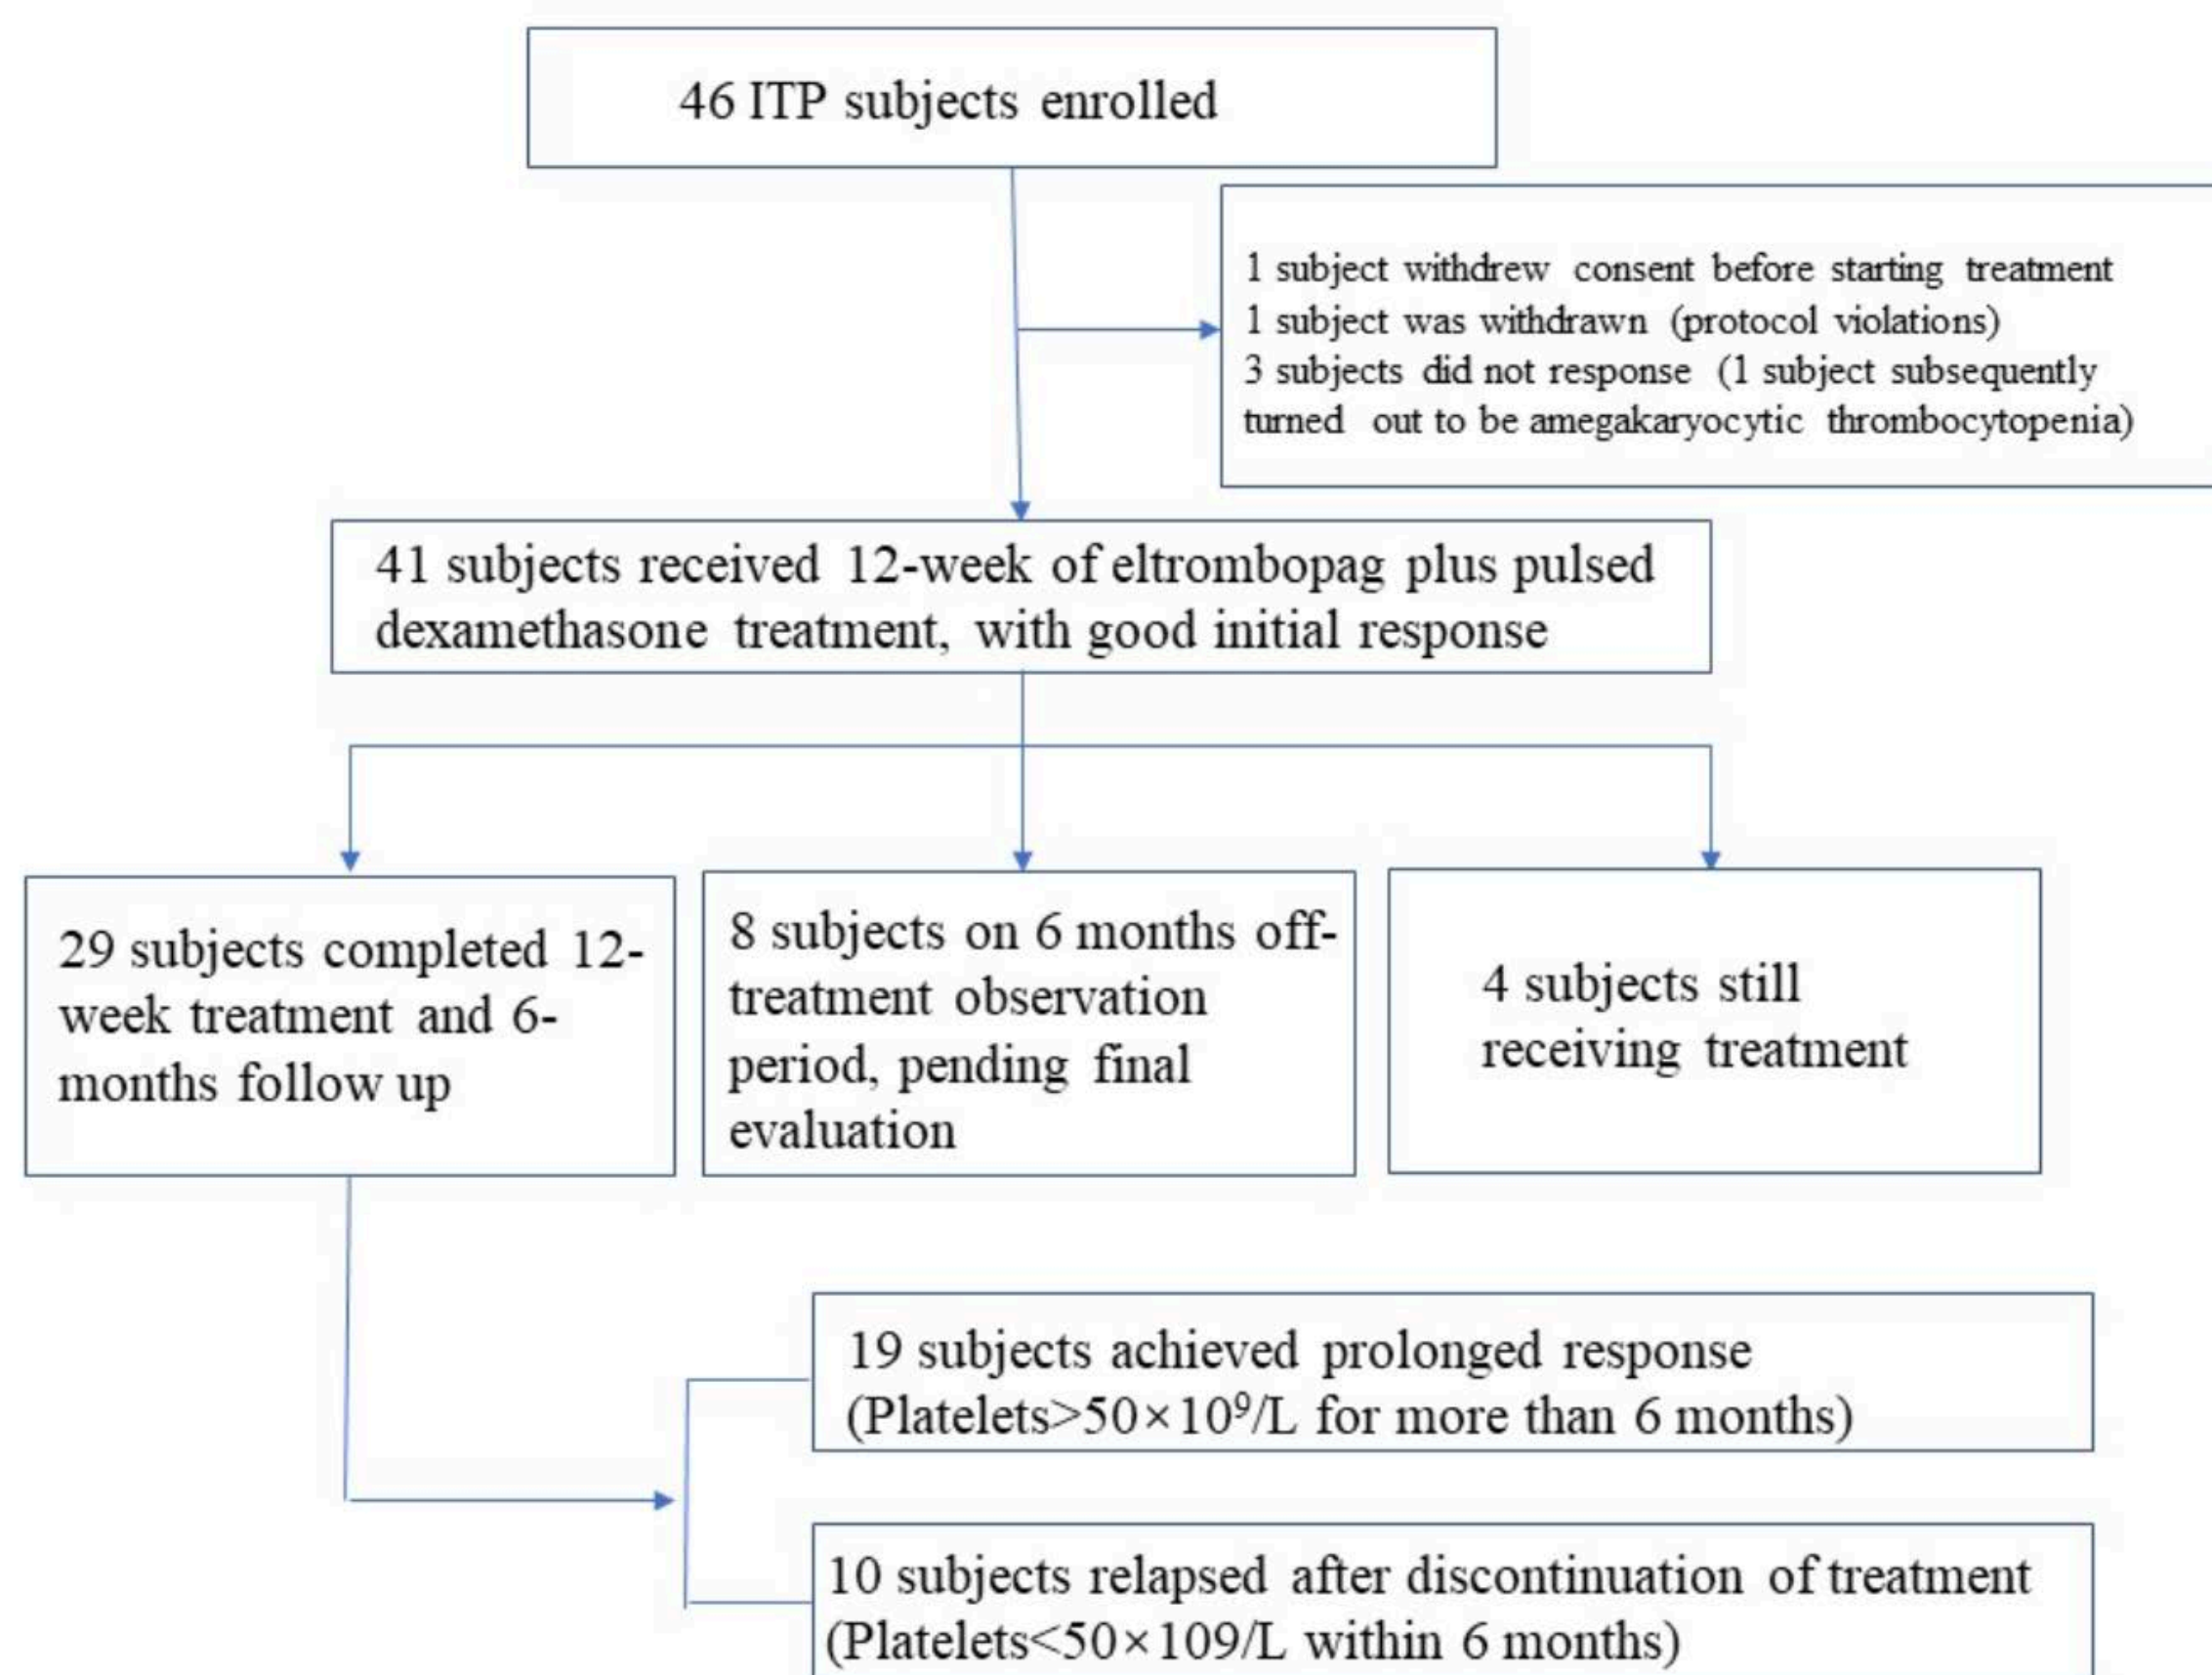 46 ITP subjects enrolled
1 subject withdrew consent before starting treatment
1 subject was withdrawn (protocol violations)
3 subjects did not response (1 subject subsequently
turned out to be amegakaryocytic thrombocytopenia)
41 subjects received 12-week of eltrombopag plus pulsed
dexamethasone treatment, with good initial response
29 subjects completed 12-
week treatment and 6-
months follow up
8 subjects on 6 months off-
treatment observation
period, pending final
evaluation
4 subjects still
receiving treatment
19 subjects achieved prolonged response
(Platelets>50×10⁹/L for more than 6 months)
10 subjects relapsed after discontinuation of treatment
(Platelets<50×109/L within 6 months)